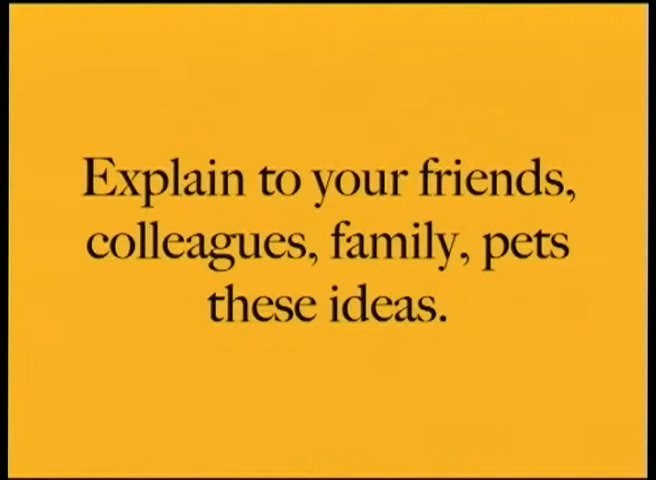 Explain to your friends,
colleagues, family, pets
these ideas.